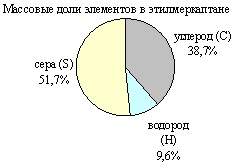 Массовые доли элементов в этилмеркаптане
углерод (C)
38,7%
сера (S)
51,7%
водород
(H)
9,6%